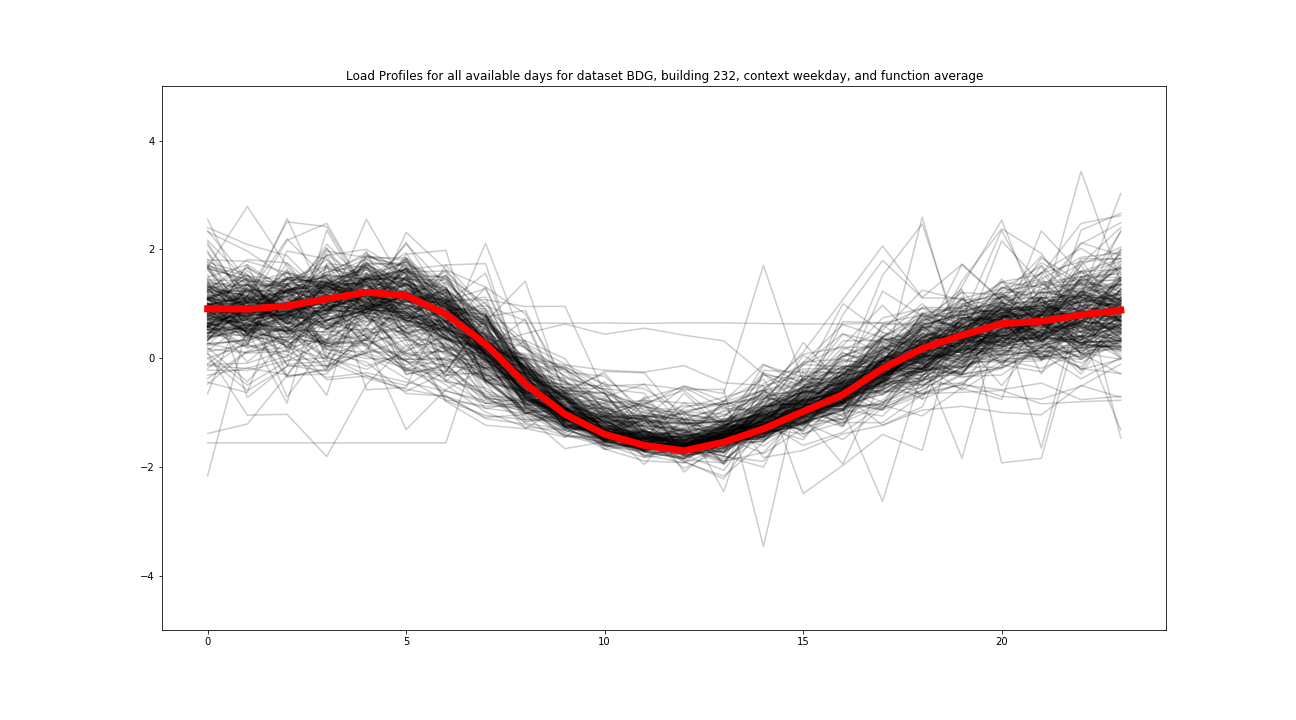 Load Profiles for all available days for dataset BDG, building 232, context weekday, and function average
4
2
0
−2
−4
0 5 10 15 20